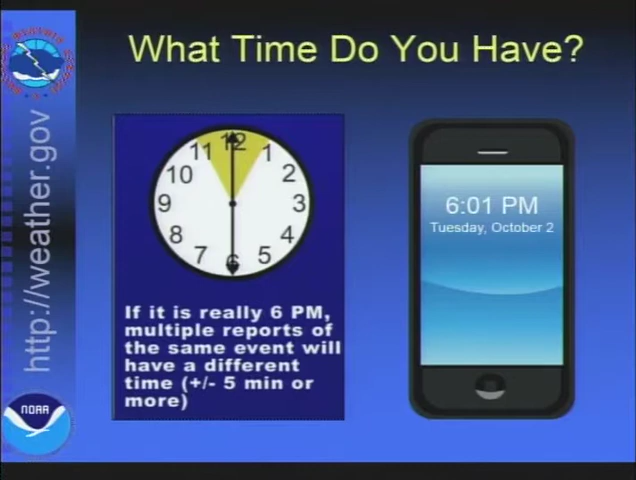 What Time Do You Have?
http://weather.gov
NOAA
12
1
2
3
4
5
6
7
8
9
10
11
If it is really 6 PM,
multiple reports of
the same event will
have a different
time (+/- 5 min or
more)
6:01 PM
Tuesday, October 2